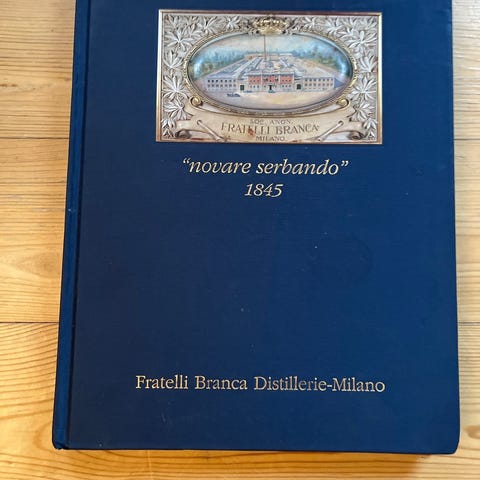 SOC. ANON.
FRATELLI BRANCA
MILANO
"novare serbando"
1845
Fratelli Branca Distillerie-Milano